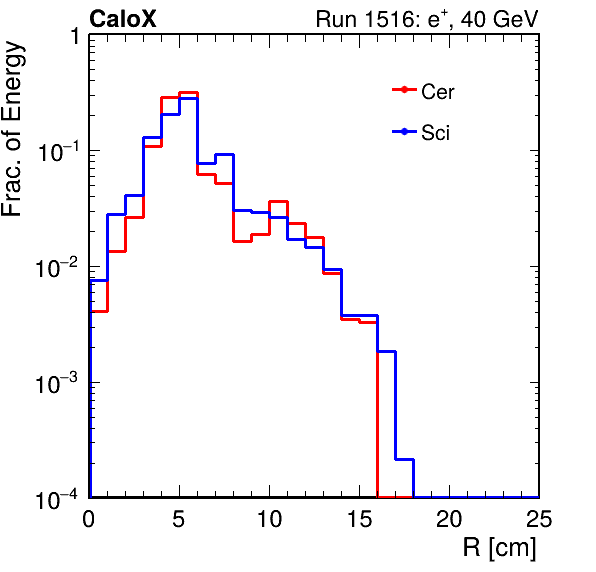 CaloX Run 1516: e⁺, 40 GeV
Frac. of Energy
1
10⁻¹
10⁻²
10⁻³
10⁻⁴
Cer
Sci
0 5 10 15 20 25
R [cm]